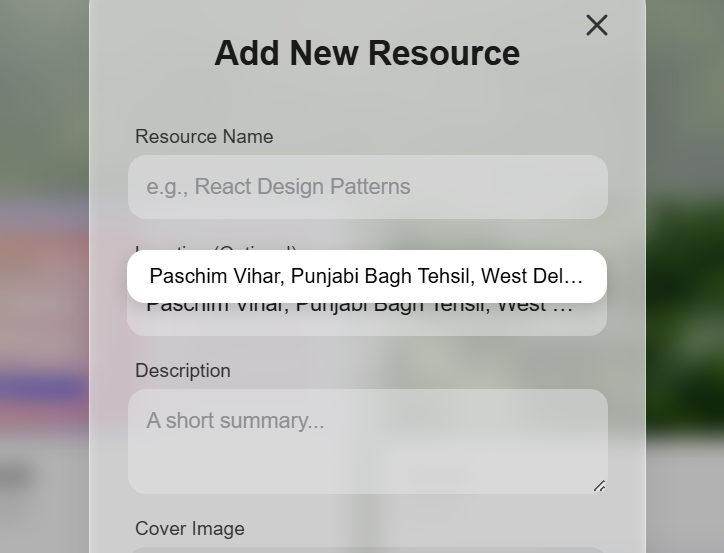 Add New Resource
Resource Name
e.g., React Design Patterns
Location (Optional)
Paschim Vihar, Punjabi Bagh Tehsil, West Del…
Paschim Vihar, Punjabi Bagh Tehsil, West …
Description
A short summary...
Cover Image